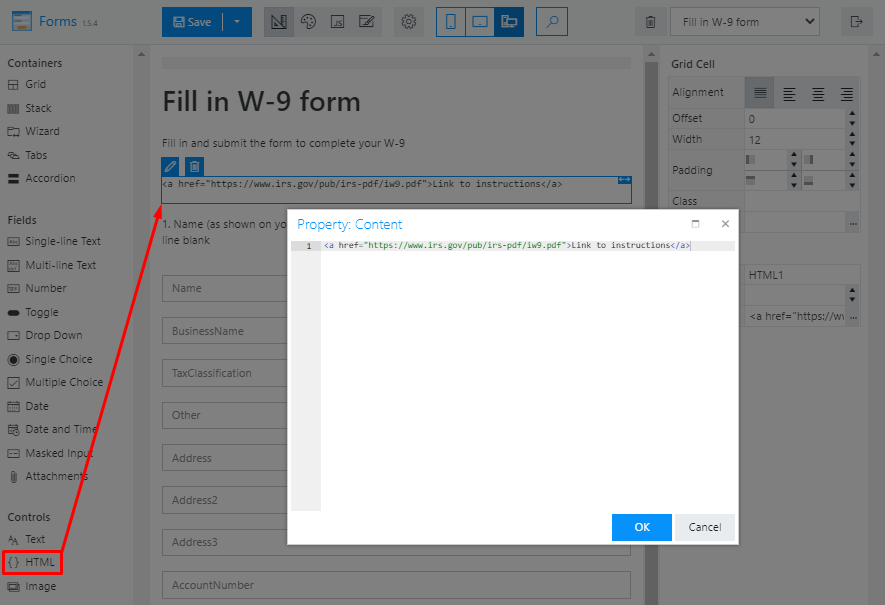 Forms 1.5.4
Save
Fill in W-9 form
Containers
Grid
Stack
Wizard
Tabs
Accordion
Fields
Single-line Text
Multi-line Text
Number
Toggle
Drop Down
Single Choice
Multiple Choice
Date
Date and Time
Masked Input
Attachments
Controls
Text
HTML
Image
Fill in W-9 form
Fill in and submit the form to complete your W-9
<a href="https://www.irs.gov/pub/irs-pdf/iw9.pdf">Link to instructions</a>
1. Name (as shown on yo
line blank
Name
BusinessName
TaxClassification
Other
Address
Address2
Address3
AccountNumber
Property: Content
1 <a href="https://www.irs.gov/pub/irs-pdf/iw9.pdf">Link to instructions</a>
OK
Cancel
Grid Cell
Alignment
Offset 0
Width 12
Padding
Class
...
HTML1
<a href="https://w ...